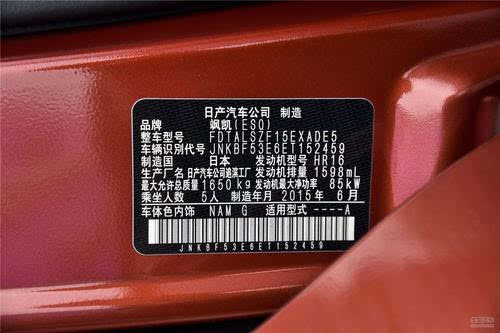 日产汽车公司 制造
品牌 飒凯(ESQ)
整车型号 FDTALSZF15EXADE5
车辆识别代号 JNKBF53E6ET152459
制造国 日本 发动机型号 HR16
生产厂名 日产汽车公司追滨工厂 发动机排量 1598mL
最大允许总质量 1650kg 发动机最大净功率 85kW
乘坐人数 5人 制造年月 2015年 6月
车体色内饰 NAM G 适用型式 ----A
JNKBF53E6ET152459